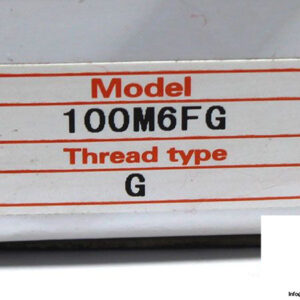 Model
100M6FG
Thread type
G